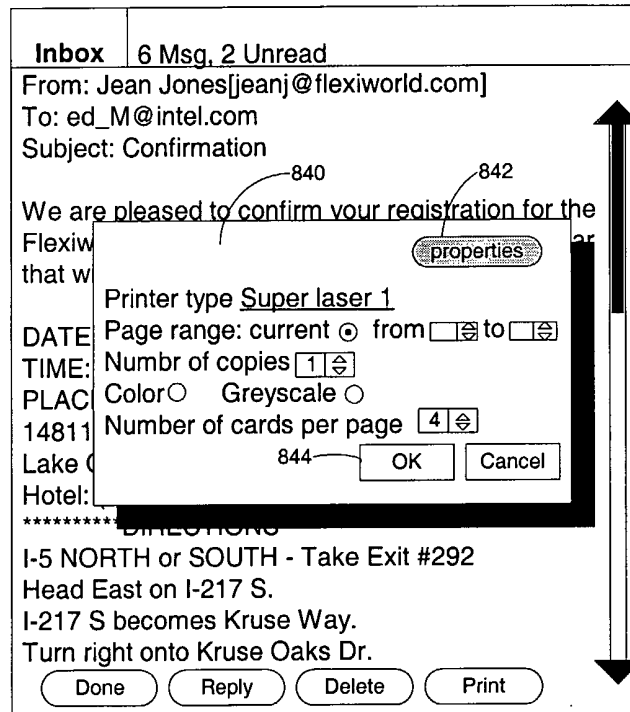 Inbox 6 Msg, 2 Unread
From: Jean Jones[jeanj@flexiworld.com]
To: ed_M@intel.com
Subject: Confirmation
840 842
We are pleased to confirm your registration for the
Flexiw ar
properties
that wi
Printer type Super laser 1
DATE
Page range: current from to
TIME:
Numbr of copies 1
PLAC
Color Greyscale
14811
Number of cards per page 4
Lake
844 OK Cancel
Hotel:
**********DIRECTIONS
I-5 NORTH or SOUTH - Take Exit #292
Head East on I-217 S.
I-217 S becomes Kruse Way.
Turn right onto Kruse Oaks Dr.
Done Reply Delete Print